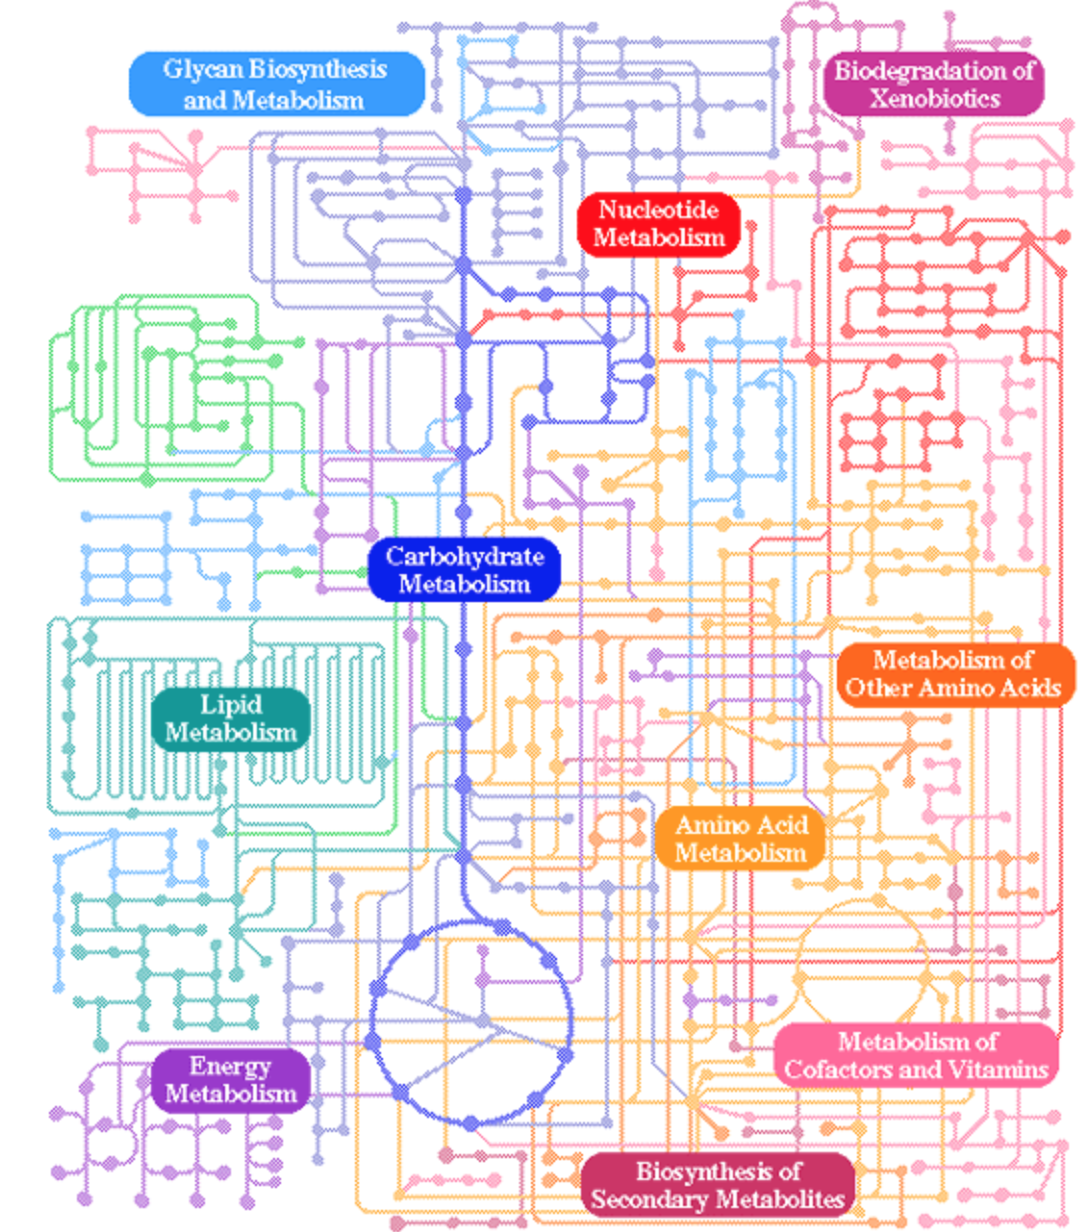 Glycan Biosynthesis
and Metabolism
Biodegradation of
Xenobiotics
Nucleotide
Metabolism
Carbohydrate
Metabolism
Metabolism of
Other Amino Acids
Lipid
Metabolism
Amino Acid
Metabolism
Metabolism of
Cofactors and Vitamins
Energy
Metabolism
Biosynthesis of
Secondary Metabolites